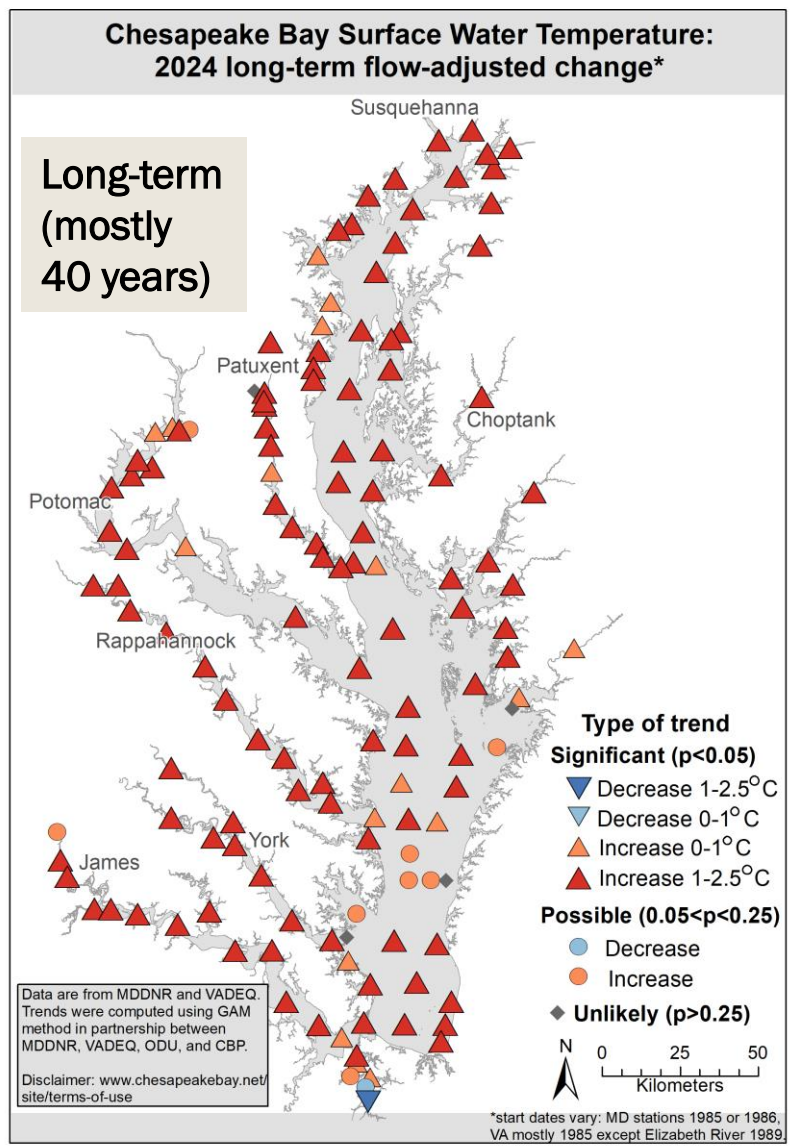 Chesapeake Bay Surface Water Temperature:
2024 long-term flow-adjusted change*
Long-term
(mostly
40 years)
Susquehanna
Patuxent
Choptank
Potomac
Rappahannock
York
James
Type of trend
Significant (p<0.05)
Decrease 1-2.5°C
Decrease 0-1°C
Increase 0-1°C
Increase 1-2.5°C
Possible (0.05<p<0.25)
Decrease
Increase
Unlikely (p>0.25)
N
0 25 50
Kilometers
Data are from MDDNR and VADEQ.
Trends were computed using GAM
method in partnership between
MDDNR, VADEQ, ODU, and CBP.
Disclaimer: www.chesapeakebay.net/
site/terms-of-use
*start dates vary: MD stations 1985 or 1986,
VA mostly 1985 except Elizabeth River 1989.